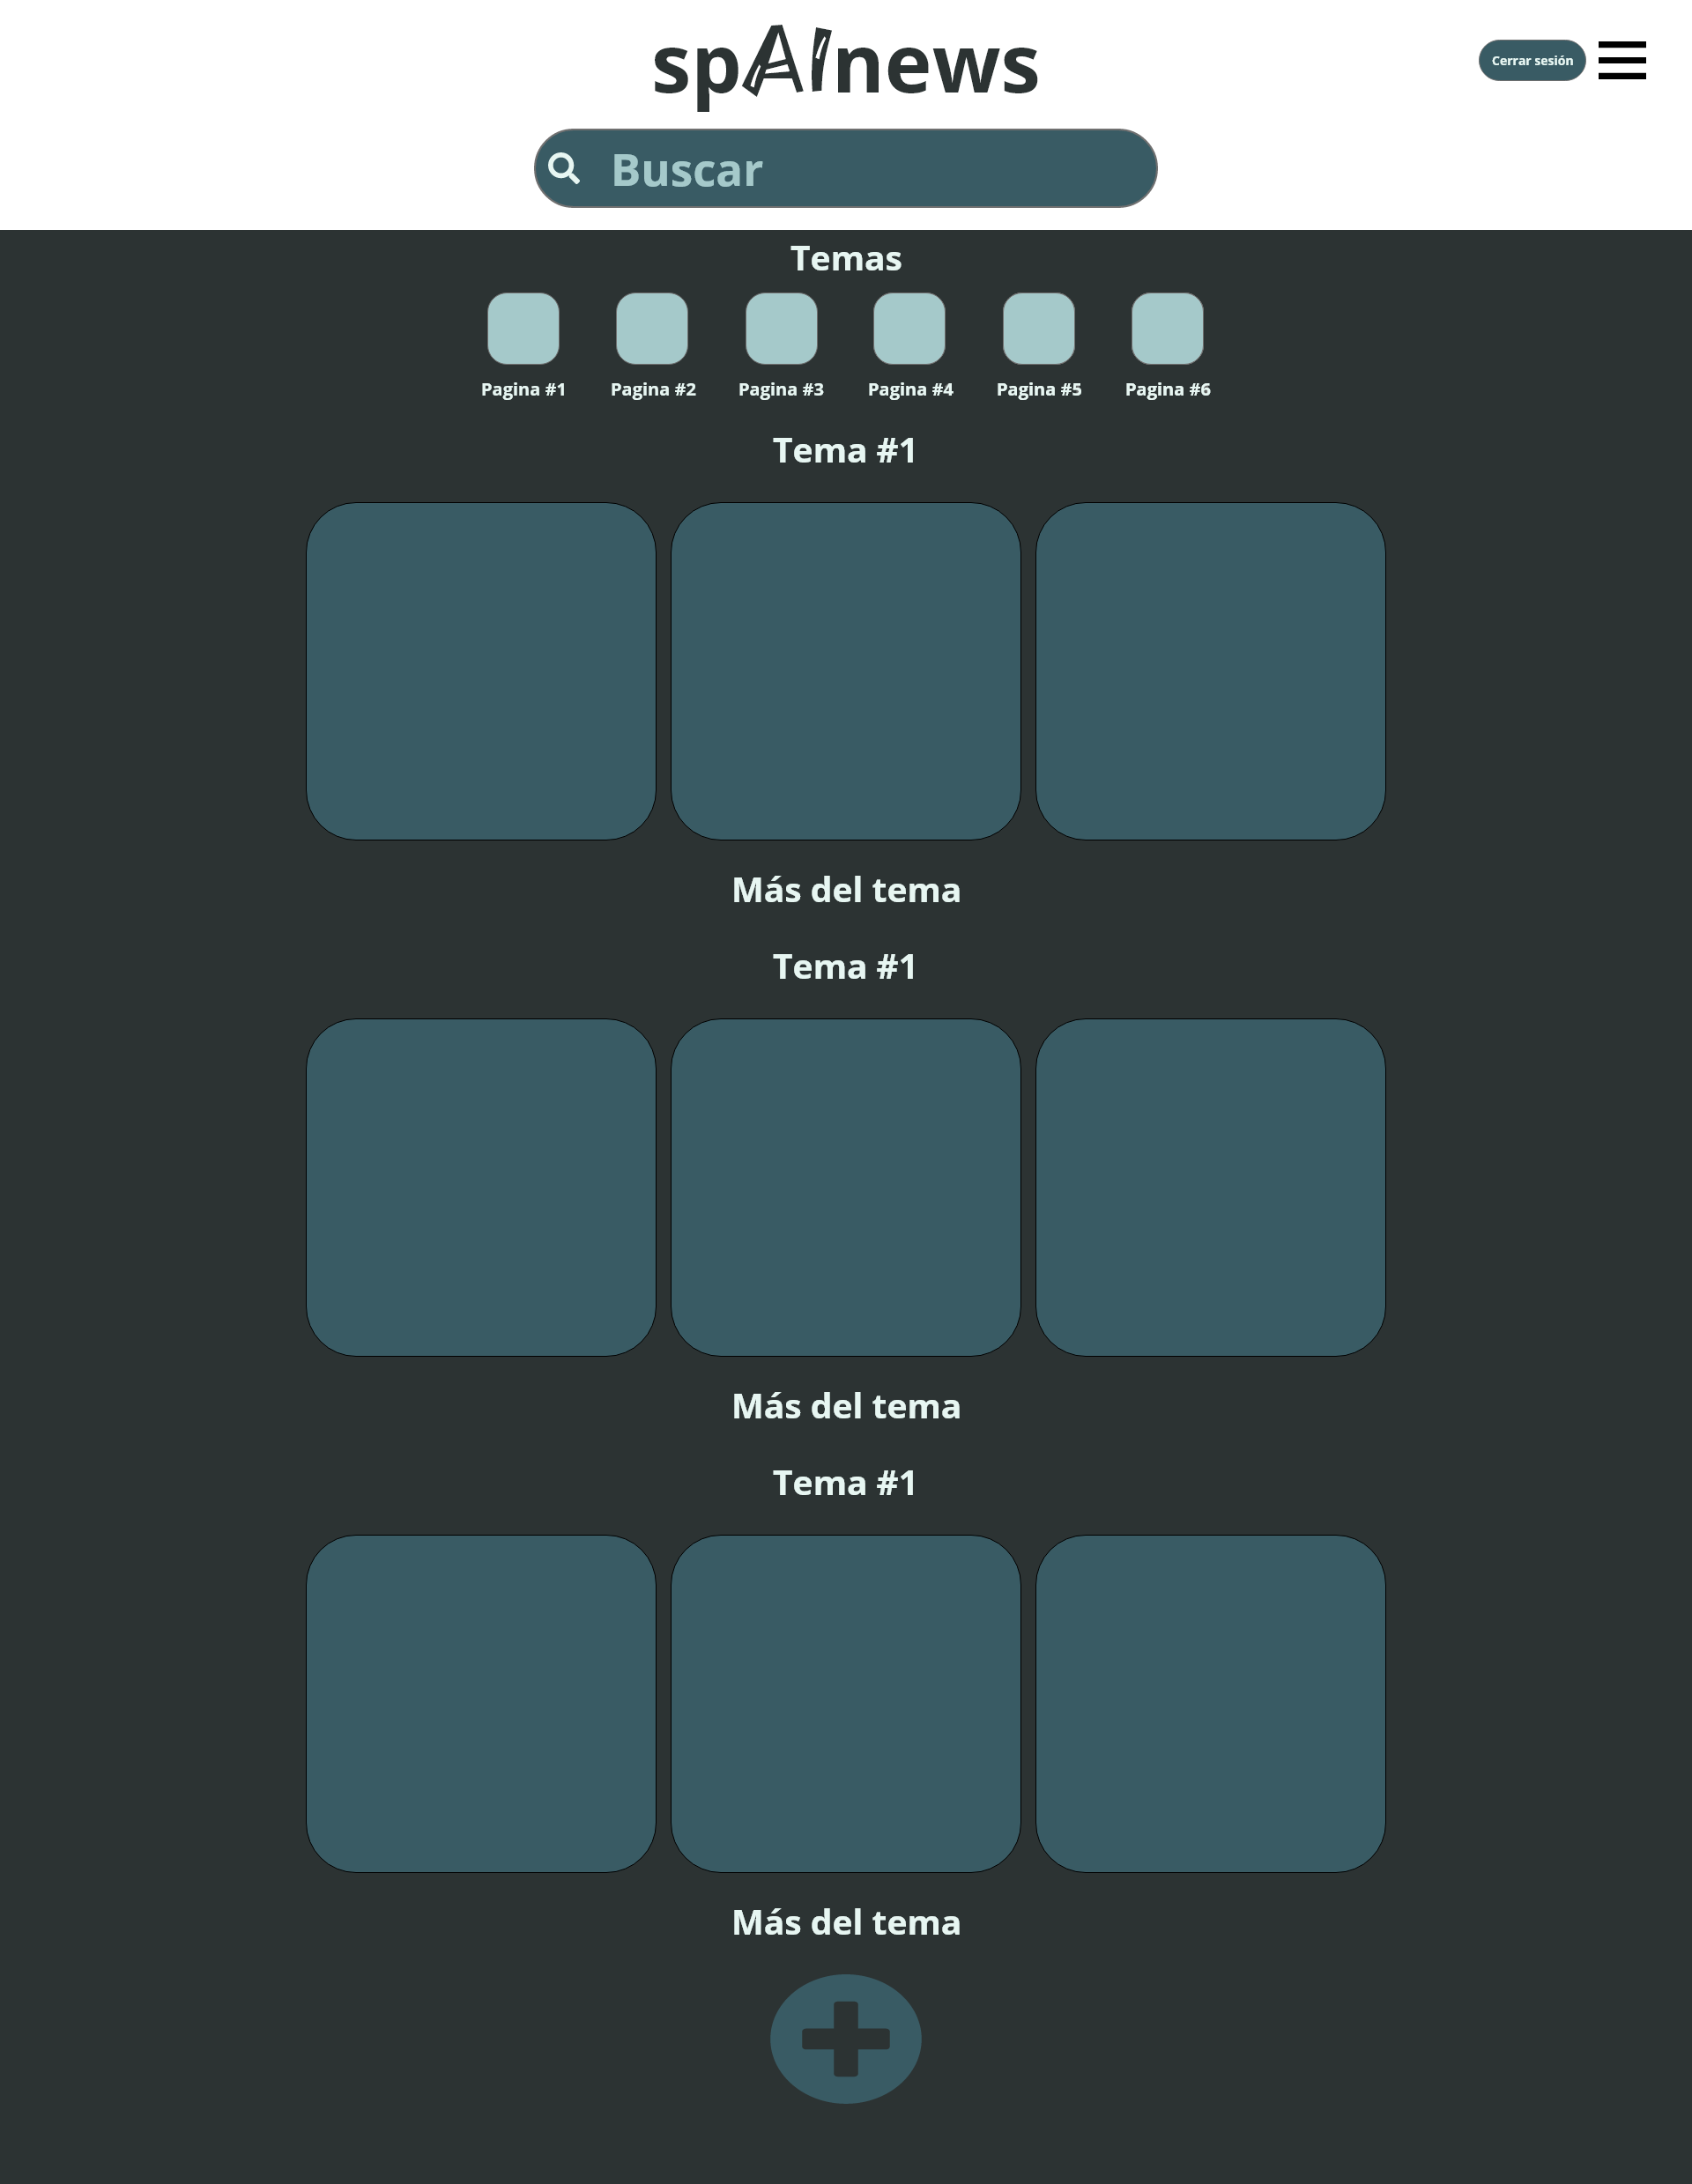 spAInews
Cerrar sesión
Buscar
Temas
Pagina #1 Pagina #2 Pagina #3 Pagina #4 Pagina #5 Pagina #6
Tema #1
Más del tema
Tema #1
Más del tema
Tema #1
Más del tema